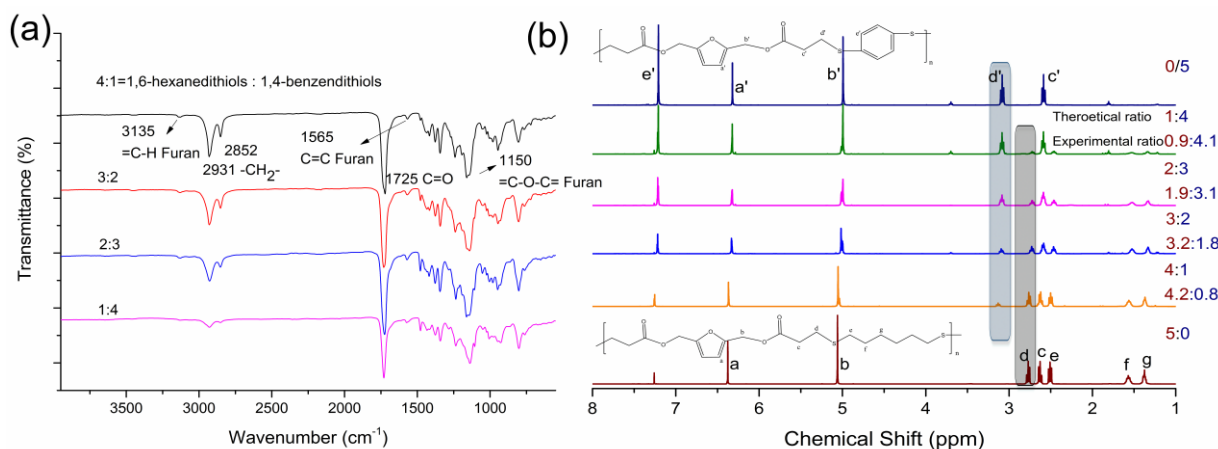 (a)
4:1=1,6-hexanedithiols : 1,4-benzendithiols
3135
=C-H Furan
2852
2931 -CH2-
1565
C=C Furan
1725 C=O
1150
=C-O-C= Furan
3:2
2:3
1:4
Transmittance (%)
3500 3000 2500 2000 1500 1000
Wavenumber (cm-1)
(b)
O O b' O d' e' S
O O c' S n
a'
e' a' b' d' c'
0/5
1:4
Theroetical ratio
0.9:4.1
Experimental ratio
2:3
1.9:3.1
3:2
3.2:1.8
4:1
4.2:0.8
5:0
O O b O d e g S
O O c S f n
a
a b d c e f g
8 7 6 5 4 3 2 1
Chemical Shift (ppm)